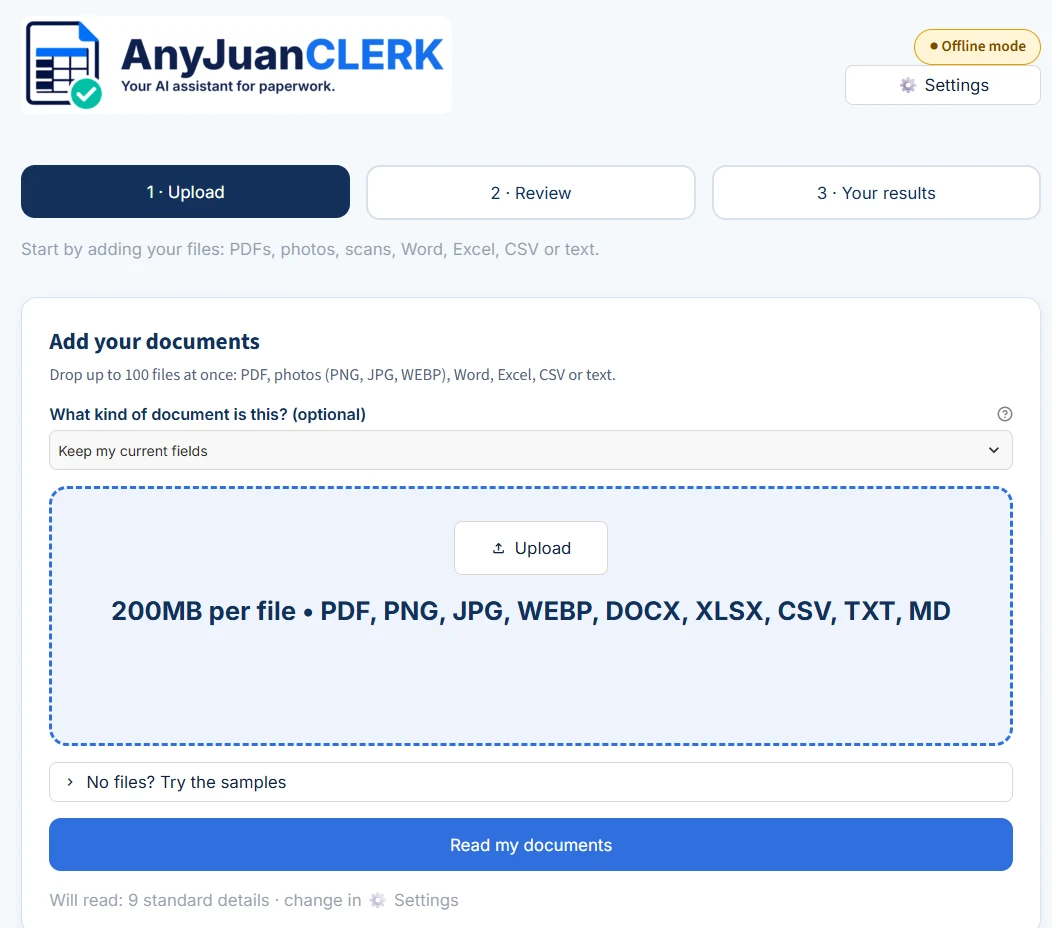 AnyJuanCLERK
Your AI assistant for paperwork.
● Offline mode
Settings
1 · Upload
2 · Review
3 · Your results
Start by adding your files: PDFs, photos, scans, Word, Excel, CSV or text.
Add your documents
Drop up to 100 files at once: PDF, photos (PNG, JPG, WEBP), Word, Excel, CSV or text.
What kind of document is this? (optional)
Keep my current fields
Upload
200MB per file • PDF, PNG, JPG, WEBP, DOCX, XLSX, CSV, TXT, MD
No files? Try the samples
Read my documents
Will read: 9 standard details · change in ⚙️ Settings